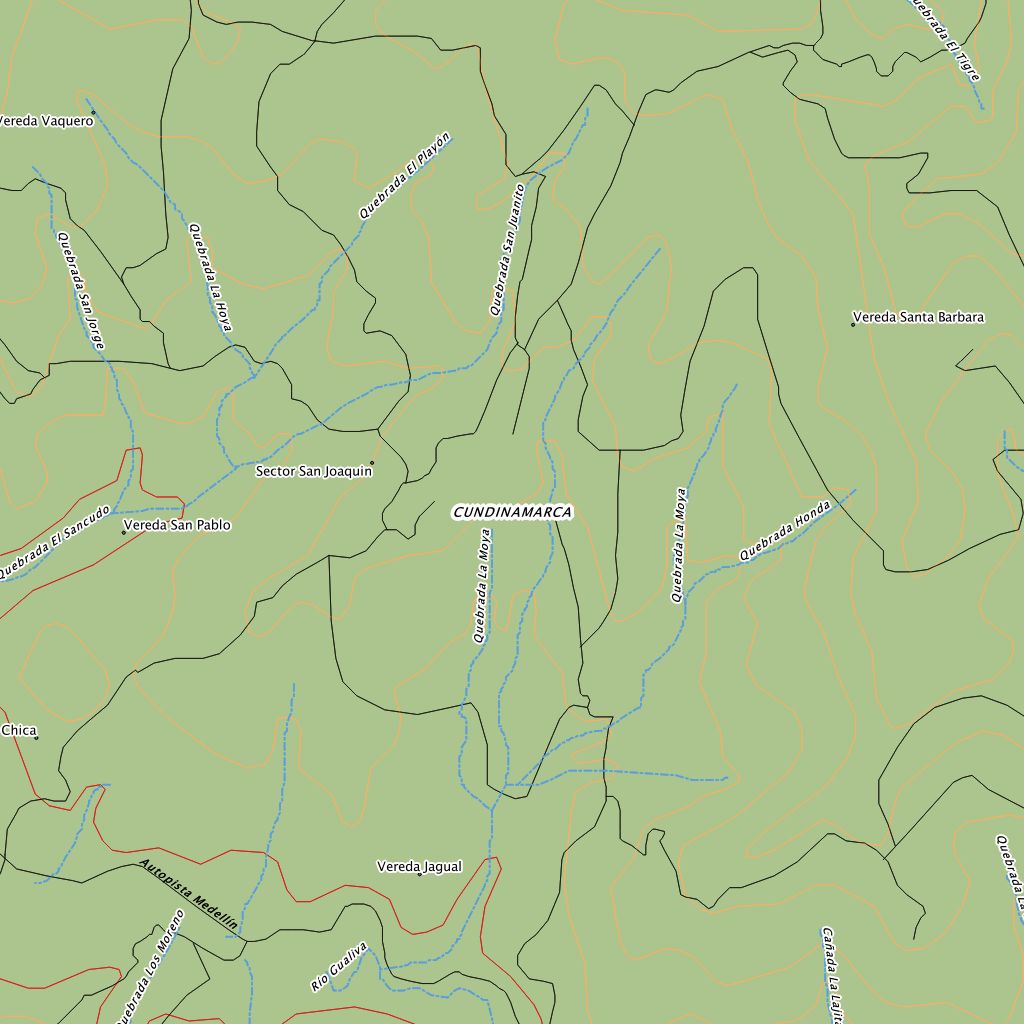 Quebrada El Tigre
Vereda Vaquero
Quebrada El Playón
Quebrada San Juanito
Quebrada San Jorge
Quebrada La Hoya
Vereda Santa Barbara
Sector San Joaquin
CUNDINAMARCA
Quebrada El Sancudo
Vereda San Pablo
Quebrada La Moya
Quebrada La Moya
Quebrada Honda
Chica
Vereda Jagual
Autopista Medellín
Quebrada Los Moreno
Río Gualiva
Quebrada La
Cañada La Lajita